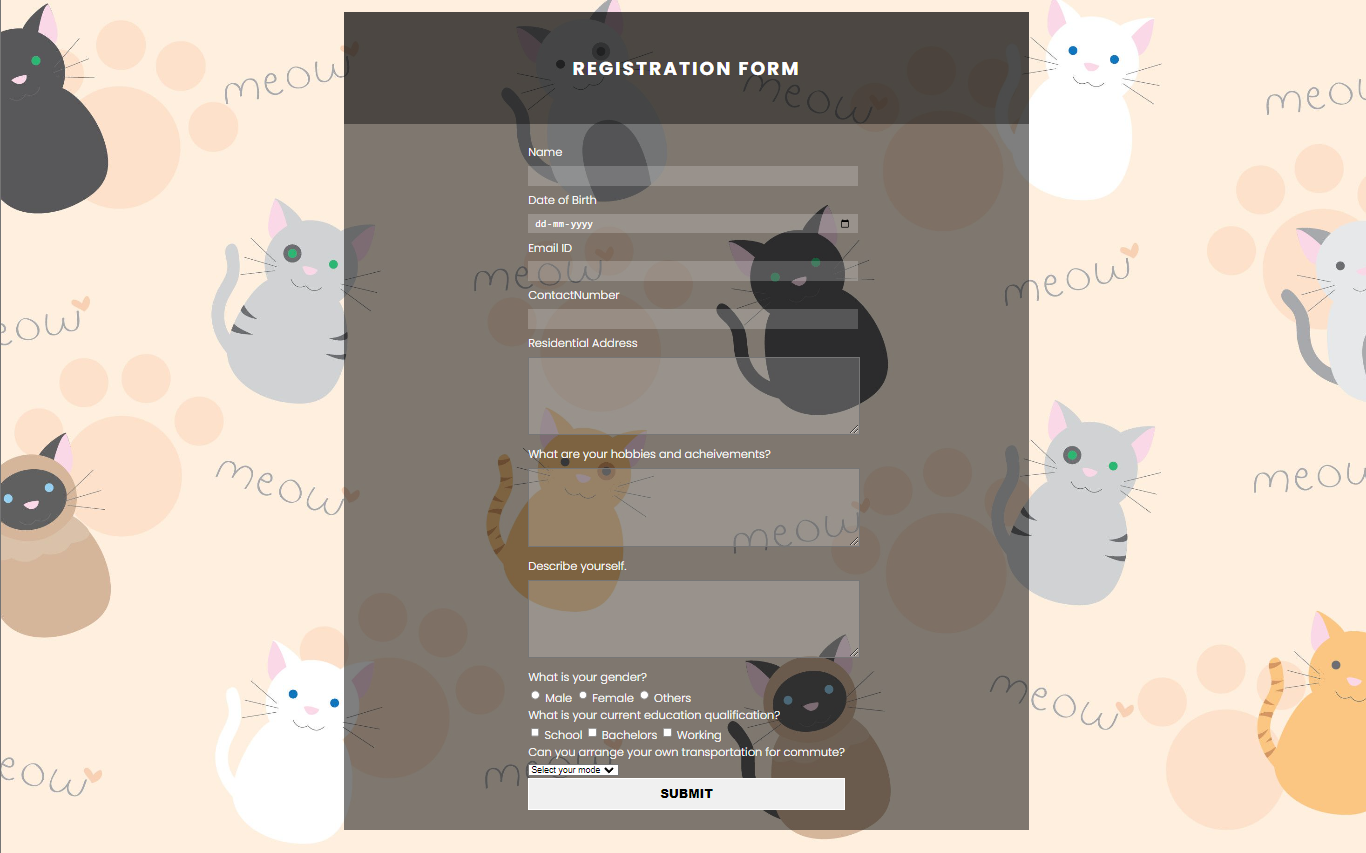 meow
REGISTRATION FORM
meow
meow
Name
Date of Birth
dd-mm-yyyy
Email ID
meow
meow
ContactNumber
eow
Residential Address
What are your hobbies and acheivements?
meow
meow
meow
Describe yourself.
What is your gender?
Male Female Others
meow
What is your current education qualification?
School Bachelors Working
Can you arrange your own transportation for commute?
Select your mode
eow
meow
SUBMIT